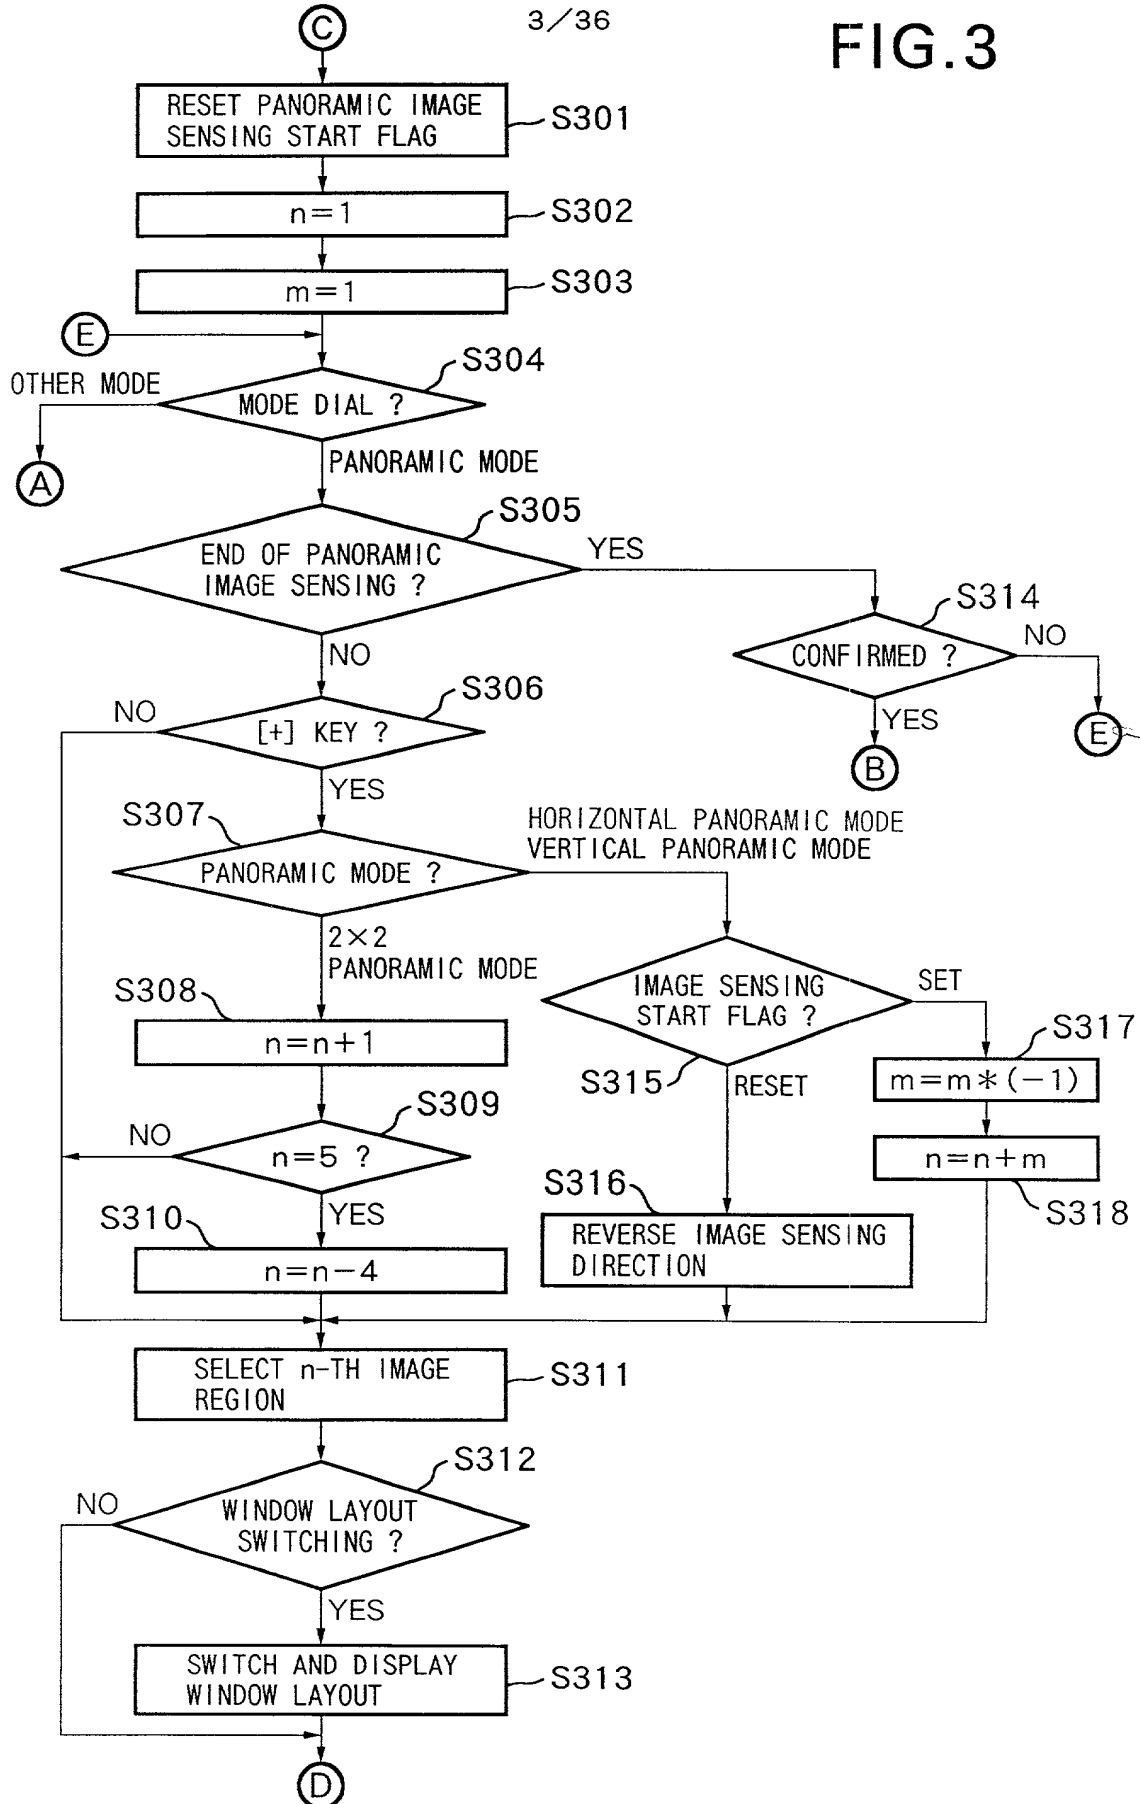 3/36
FIG.3
C
RESET PANORAMIC IMAGE
SENSING START FLAG
S301
n=1
S302
m=1
S303
E
S304
OTHER MODE
MODE DIAL ?
A
PANORAMIC MODE
S305
END OF PANORAMIC
IMAGE SENSING ?
YES
S314
CONFIRMED ?
NO
YES
B
E
NO
S306
NO
[+] KEY ?
YES
S307
PANORAMIC MODE ?
HORIZONTAL PANORAMIC MODE
VERTICAL PANORAMIC MODE
2×2
PANORAMIC MODE
IMAGE SENSING
START FLAG ?
SET
S315
RESET
S317
m=m*(-1)
n=n+m
S318
S308
n=n+1
S309
NO
n=5 ?
YES
S310
n=n-4
S316
REVERSE IMAGE SENSING
DIRECTION
SELECT n-TH IMAGE
REGION
S311
S312
NO
WINDOW LAYOUT
SWITCHING ?
YES
SWITCH AND DISPLAY
WINDOW LAYOUT
S313
D